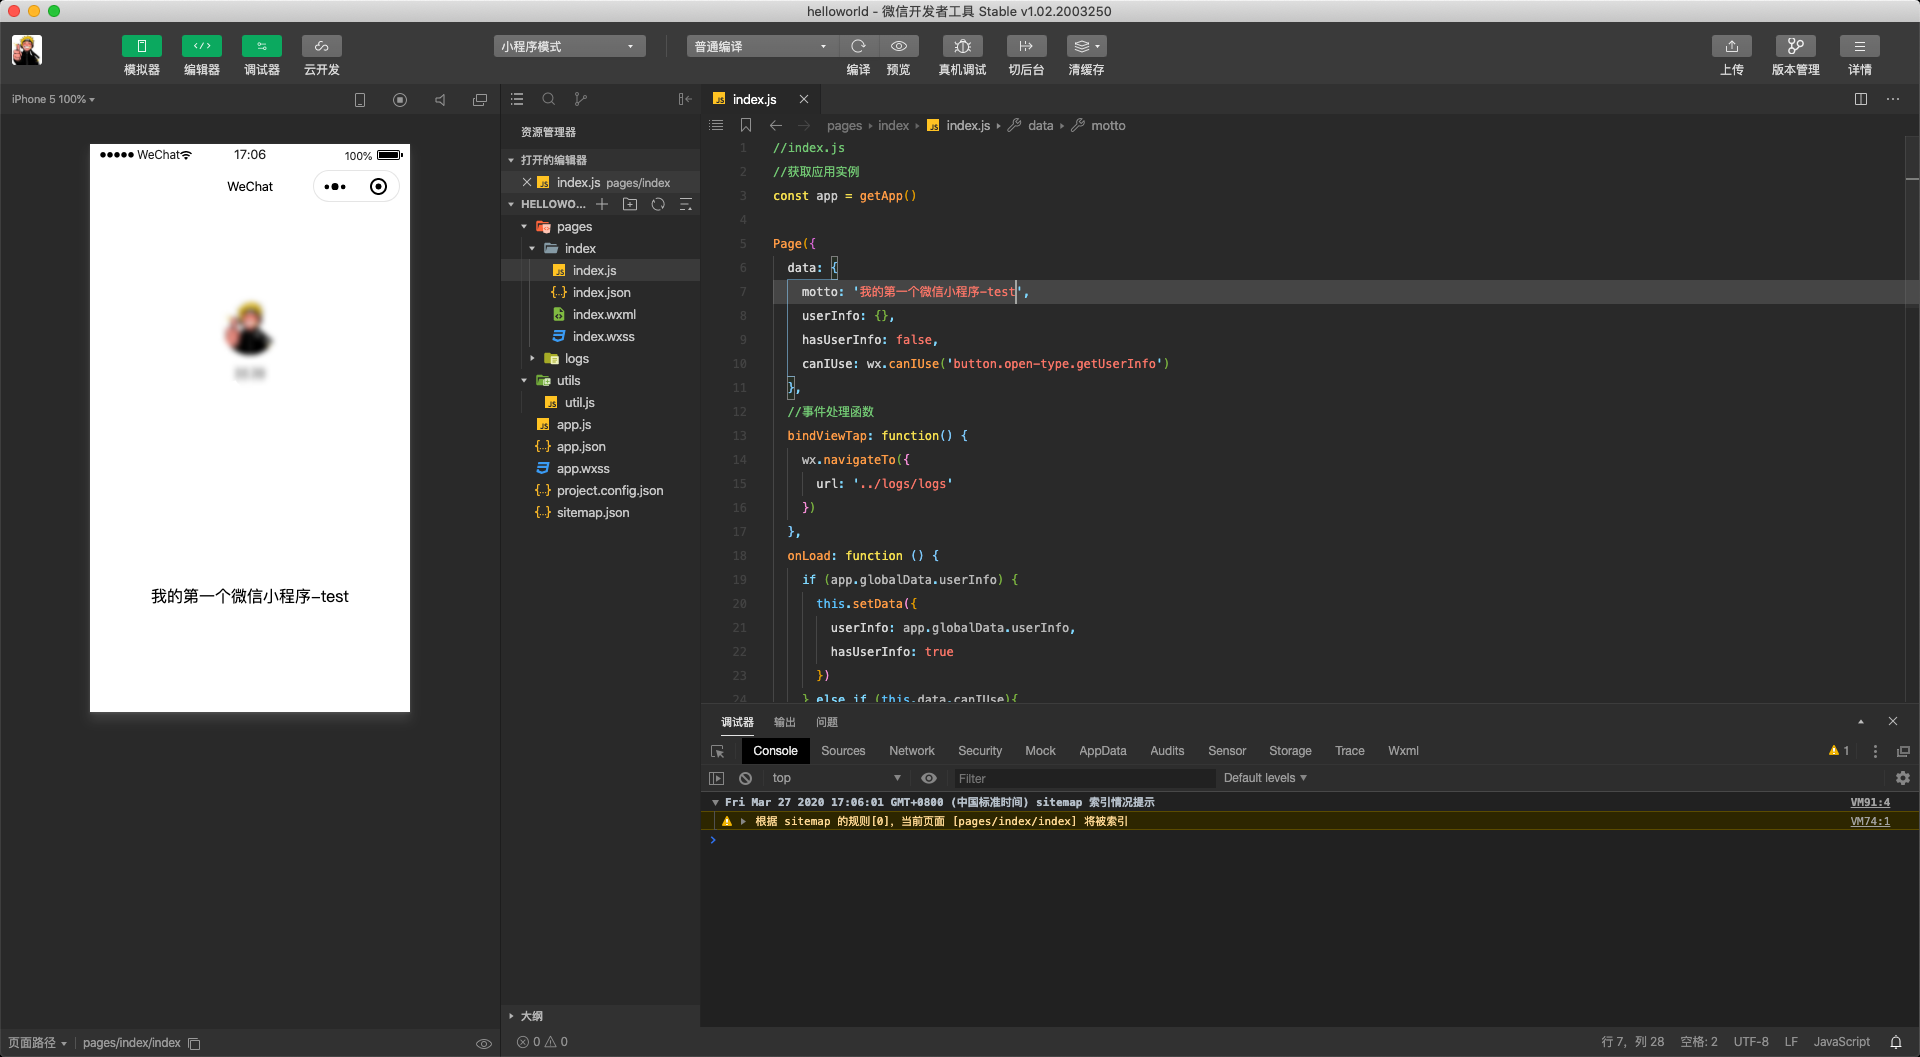 helloworld - 微信开发者工具 Stable v1.02.2003250
模拟器 编辑器 调试器 云开发
小程序模式 普通编译
编译 预览 真机调试 切后台 清缓存
上传 版本管理 详情
iPhone 5 100%
WeChat 17:06 100%
WeChat
我的第一个微信小程序-test
页面路径 pages/index/index
资源管理器
打开的编辑器
index.js pages/index
HELLOWO...
pages
index
index.js
index.json
index.wxml
index.wxss
logs
utils
util.js
app.js
app.json
app.wxss
project.config.json
sitemap.json
大纲
0 0
index.js
pages index index.js data motto
1 //index.js
2 //获取应用实例
3 const app = getApp()
4
5 Page({
6 data: {
7 motto: '我的第一个微信小程序-test',
8 userInfo: {},
9 hasUserInfo: false,
10 canIUse: wx.canIUse('button.open-type.getUserInfo')
11 },
12 //事件处理函数
13 bindViewTap: function() {
14 wx.navigateTo({
15 url: '../logs/logs'
16 })
17 },
18 onLoad: function () {
19 if (app.globalData.userInfo) {
20 this.setData({
21 userInfo: app.globalData.userInfo,
22 hasUserInfo: true
23 })
24 } else if (this.data.canIUse){
调试器 输出 问题
Console Sources Network Security Mock AppData Audits Sensor Storage Trace Wxml 1
top Filter Default levels
Fri Mar 27 2020 17:06:01 GMT+0800 (中国标准时间) sitemap 索引情况提示 VM91:4
根据 sitemap 的规则[0]，当前页面 [pages/index/index] 将被索引 VM74:1
行 7，列 28 空格: 2 UTF-8 LF JavaScript